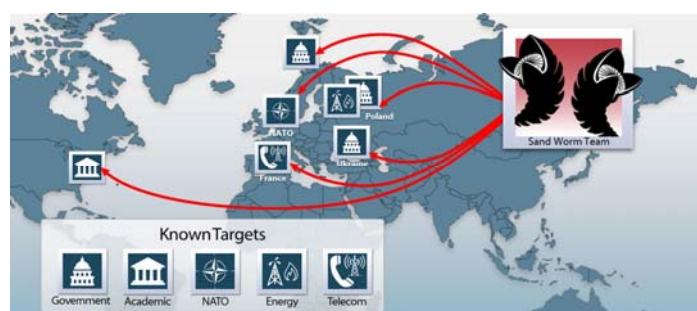 Poland
NATO
Ukraine
France
Sand Worm Team
Known Targets
Government
Academic
NATO
Energy
Telecom